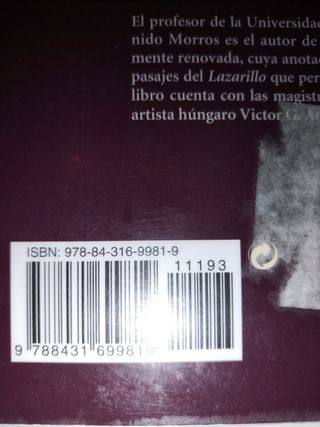 El profesor de la Universidad
nido Morros es el autor de
mente renovada, cuya anota
pasajes del Lazarillo que per
libro cuenta con las magistr
artista húngaro Víctor G. A
ISBN: 978-84-316-9981-9
11193
9 788431 699819